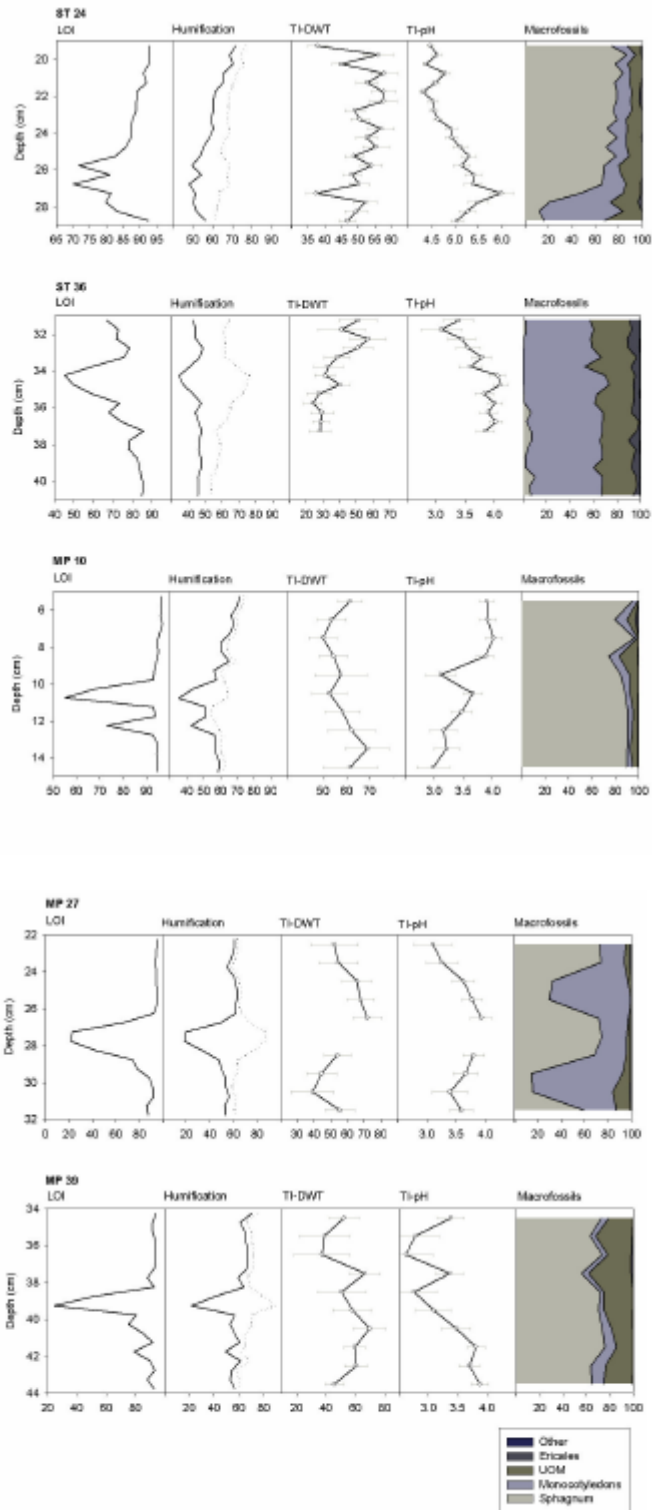 ST 24
LOI Humification TI-DWT TI-pH Macrofossils
Depth (cm)
20
22
24
26
28
65 70 75 80 85 90 95 30 40 50 60 70 80 90 35 40 45 50 55 60 4.5 5.0 5.5 6.0 20 40 60 80 100
ST 36
LOI Humification TI-DWT TI-pH Macrofossils
Depth (cm)
32
34
36
38
40
40 50 60 70 80 90 30 40 50 60 70 80 90 20 30 40 50 60 70 3.0 3.5 4.0 20 40 60 80 100
MP 10
LOI Humification TI-DWT TI-pH Macrofossils
Depth (cm)
6
8
10
12
14
50 60 70 80 90 40 50 60 70 80 90 50 60 70 3.0 3.5 4.0 20 40 60 80 100
MP 27
LOI Humification TI-DWT TI-pH Macrofossils
Depth (cm)
22
24
26
28
30
32
0 20 40 60 80 20 40 60 80 30 40 50 60 70 80 3.0 3.5 4.0 20 40 60 80 100
MP 39
LOI Humification TI-DWT TI-pH Macrofossils
Depth (cm)
34
36
38
40
42
44
20 40 60 80 20 40 60 80 20 40 60 80 3.0 3.5 4.0 20 40 60 80 100
Other
Ericales
UOM
Monocotyledons
Sphagnum